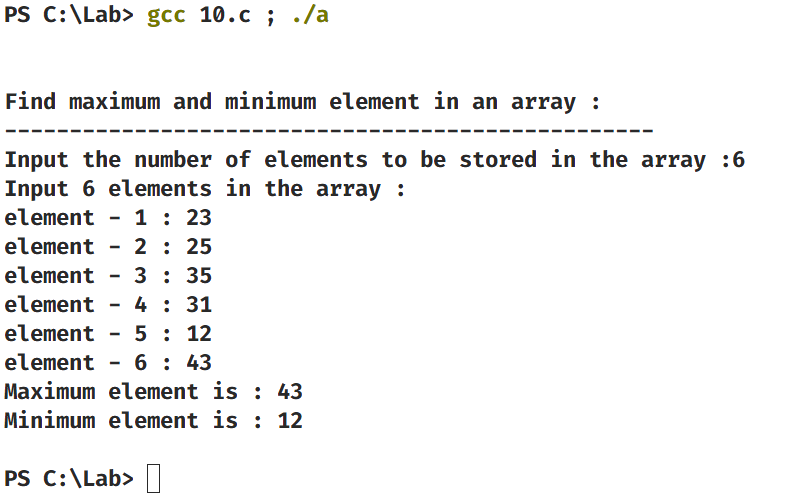 PS C:\Lab> gcc 10.c ; ./a
Find maximum and minimum element in an array :
--------------------------------------------------
Input the number of elements to be stored in the array :6
Input 6 elements in the array :
element - 1 : 23
element - 2 : 25
element - 3 : 35
element - 4 : 31
element - 5 : 12
element - 6 : 43
Maximum element is : 43
Minimum element is : 12
PS C:\Lab>